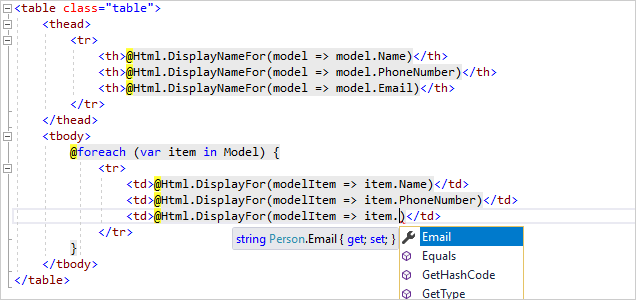 <table class="table">
<thead>
<tr>
<th>@Html.DisplayNameFor(model => model.Name)</th>
<th>@Html.DisplayNameFor(model => model.PhoneNumber)</th>
<th>@Html.DisplayNameFor(model => model.Email)</th>
</tr>
</thead>
<tbody>
@foreach (var item in Model) {
<tr>
<td>@Html.DisplayFor(modelItem => item.Name)</td>
<td>@Html.DisplayFor(modelItem => item.PhoneNumber)</td>
<td>@Html.DisplayFor(modelItem => item.)</td>
</tr>
string Person.Email { get; set; }
Email
Equals
GetHashCode
GetType
}
</tbody>
</table>